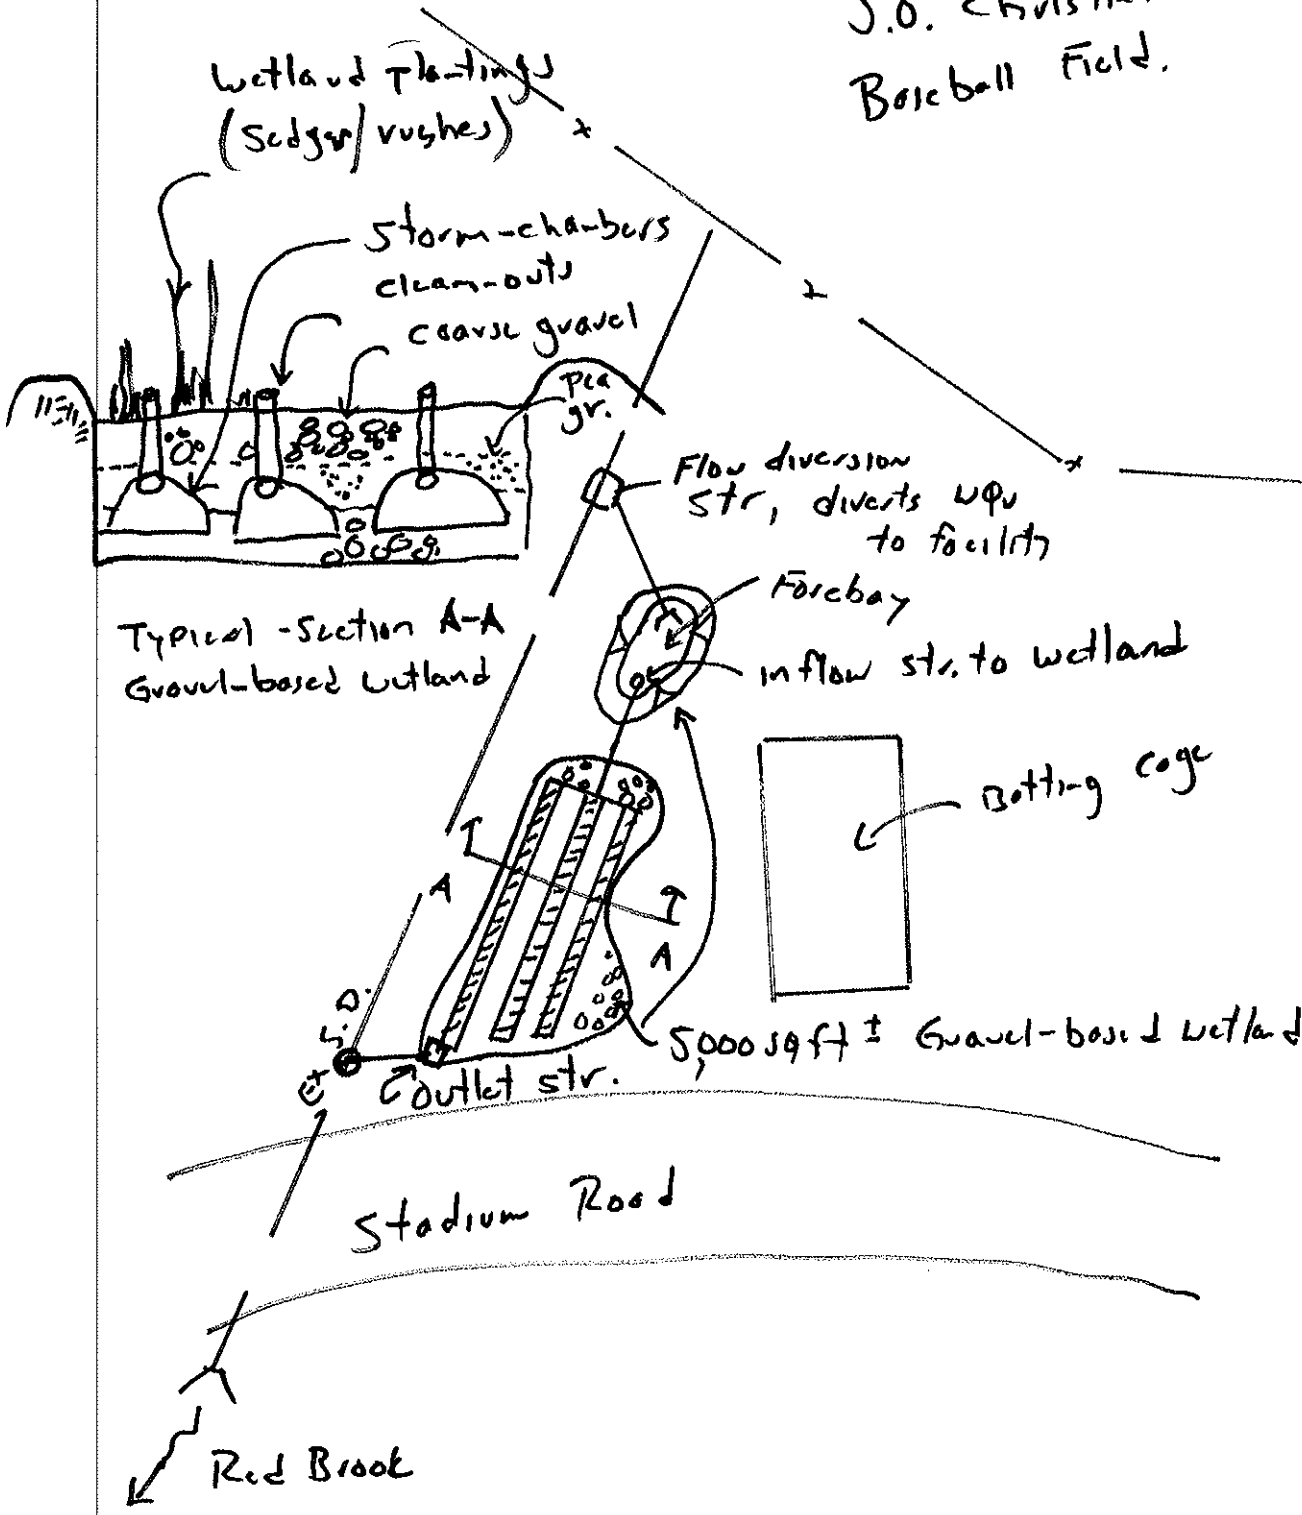 J.O.
Baseball Field.
Wetland Plantings
(Sedges/rushes)
Storm-chambers
clean-outs
coarse gravel
Pea
gr.
Flow diversion
str, diverts WQv
to facility
Forebay
inflow str. to wetland
Typical -Section A-A
Gravel-based wetland
Batting Cage
A
A
S.D.
Ex
5,000 sq ft ± Gravel-based wetland
Outlet str.
Stadium Road
Red Brook